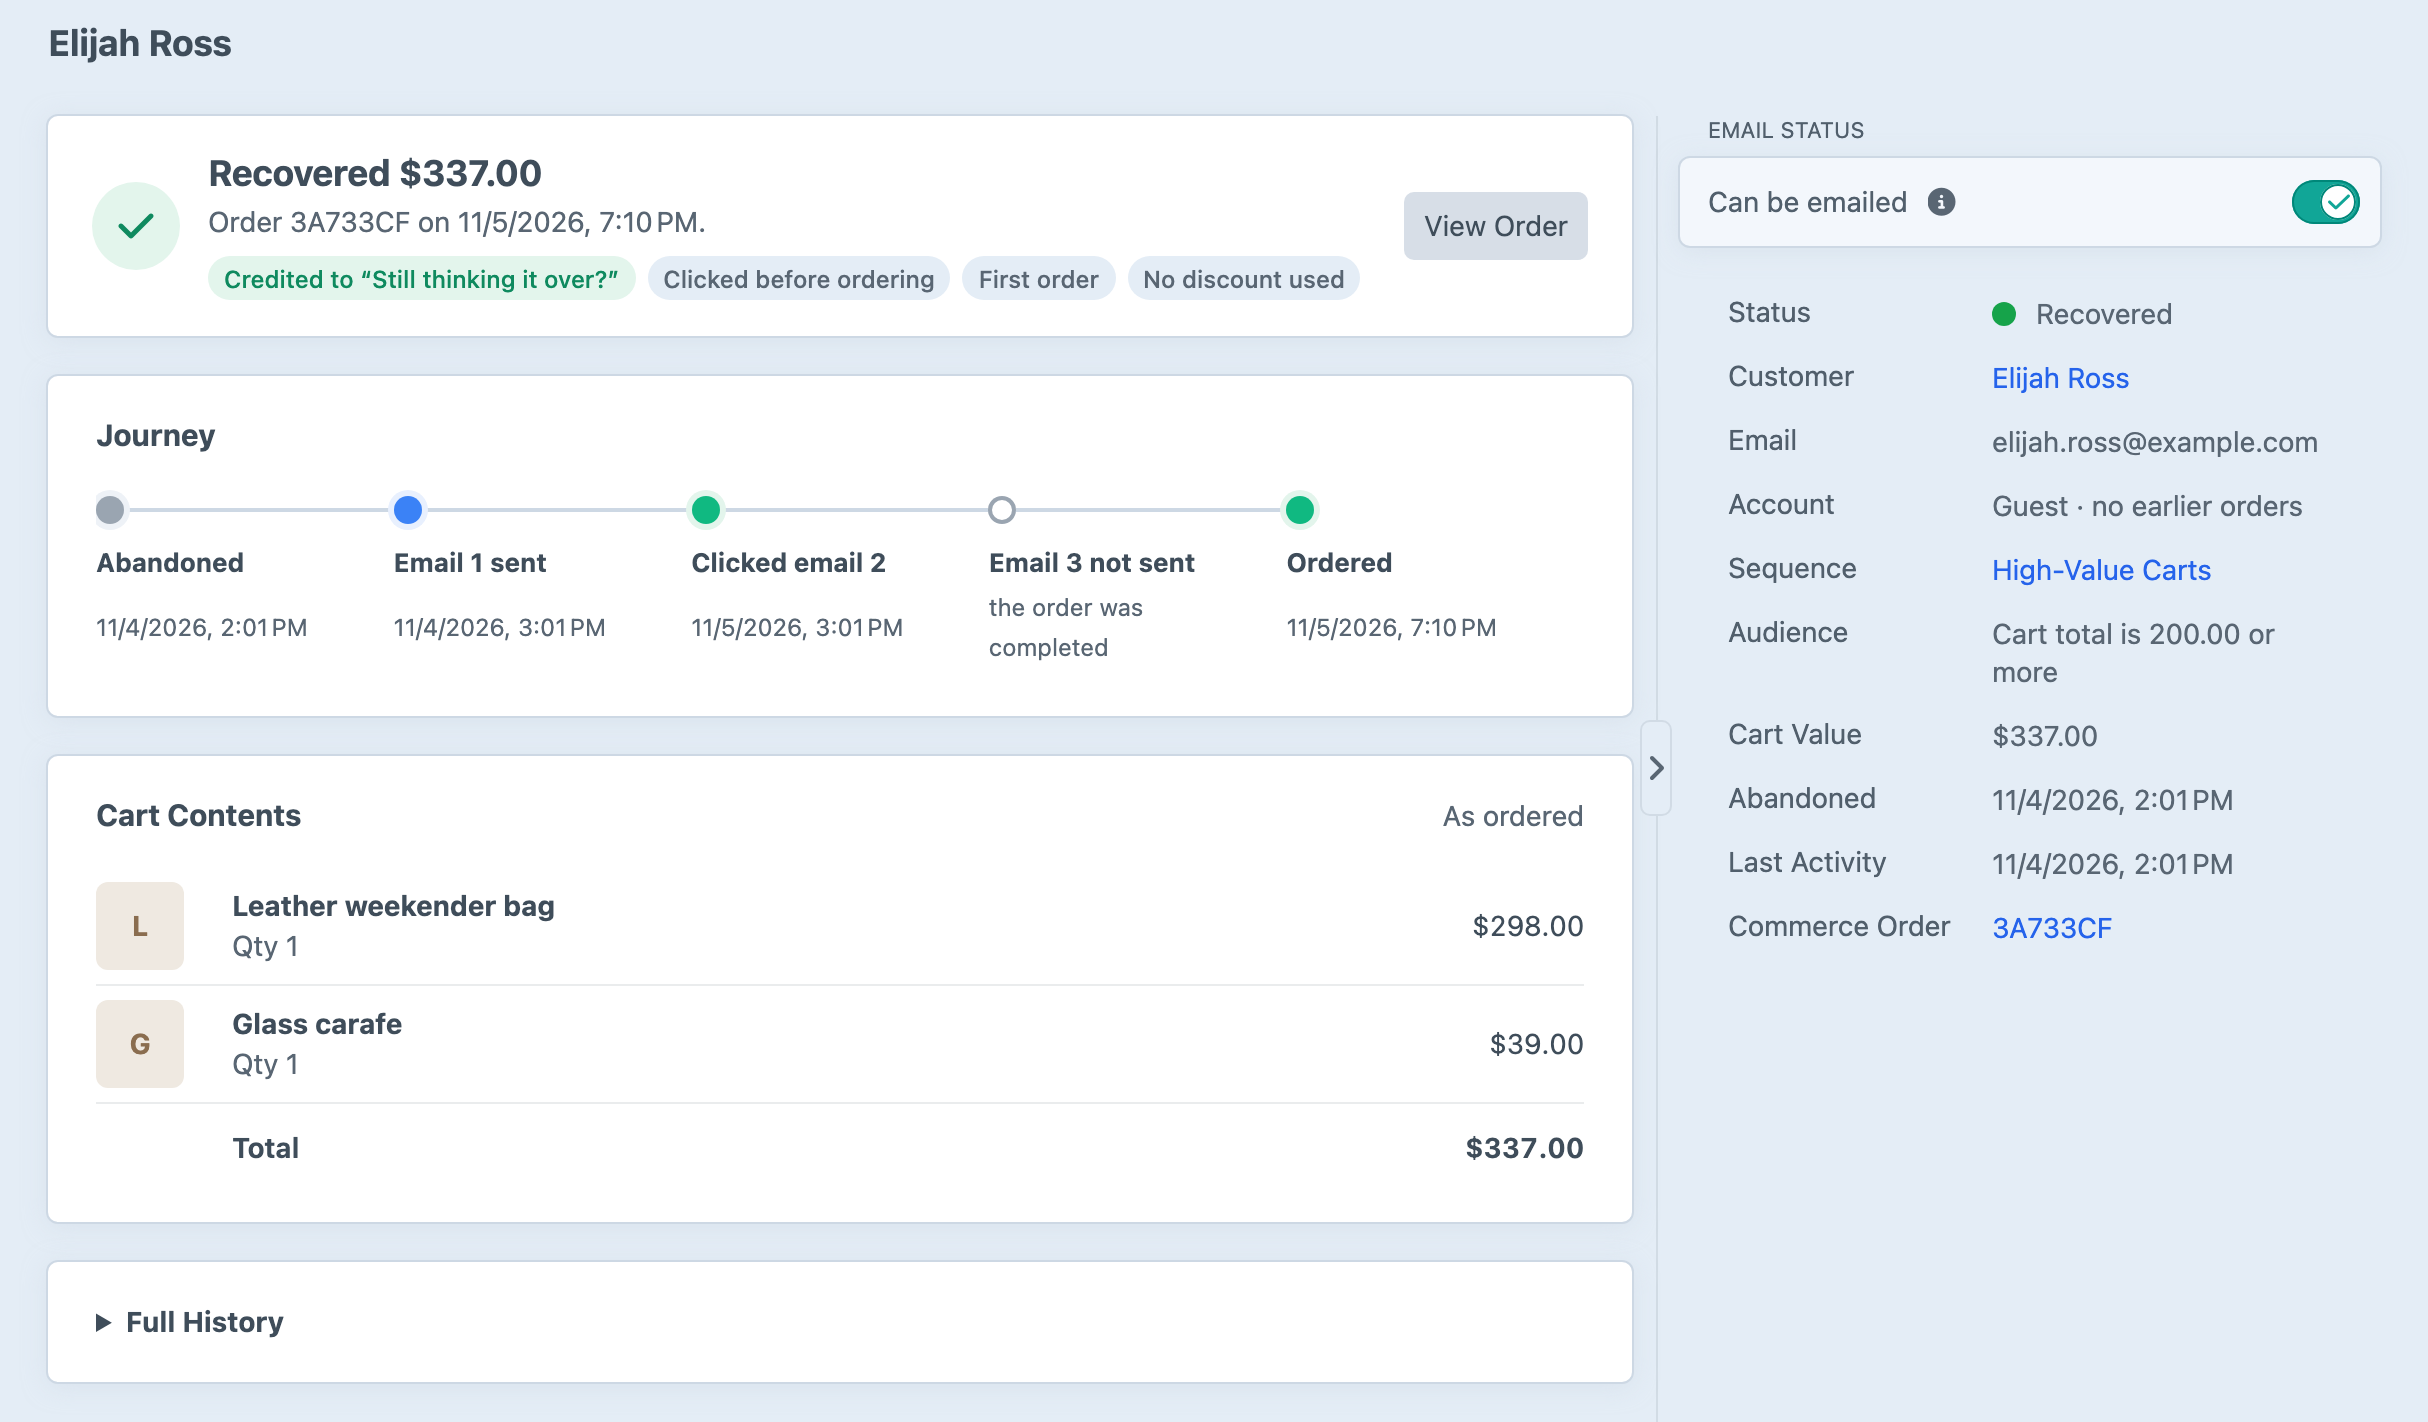 Elijah Ross
Recovered $337.00
Order 3A733CF on 11/5/2026, 7:10 PM.
Credited to “Still thinking it over?”
Clicked before ordering
First order
No discount used
View Order
Journey
Abandoned
11/4/2026, 2:01 PM
Email 1 sent
11/4/2026, 3:01 PM
Clicked email 2
11/5/2026, 3:01 PM
Email 3 not sent
the order was
completed
Ordered
11/5/2026, 7:10 PM
Cart Contents
As ordered
L
Leather weekender bag
Qty 1
$298.00
G
Glass carafe
Qty 1
$39.00
Total
$337.00
Full History
EMAIL STATUS
Can be emailed
Status
Recovered
Customer
Elijah Ross
Email
elijah.ross@example.com
Account
Guest · no earlier orders
Sequence
High-Value Carts
Audience
Cart total is 200.00 or
more
Cart Value
$337.00
Abandoned
11/4/2026, 2:01 PM
Last Activity
11/4/2026, 2:01 PM
Commerce Order
3A733CF